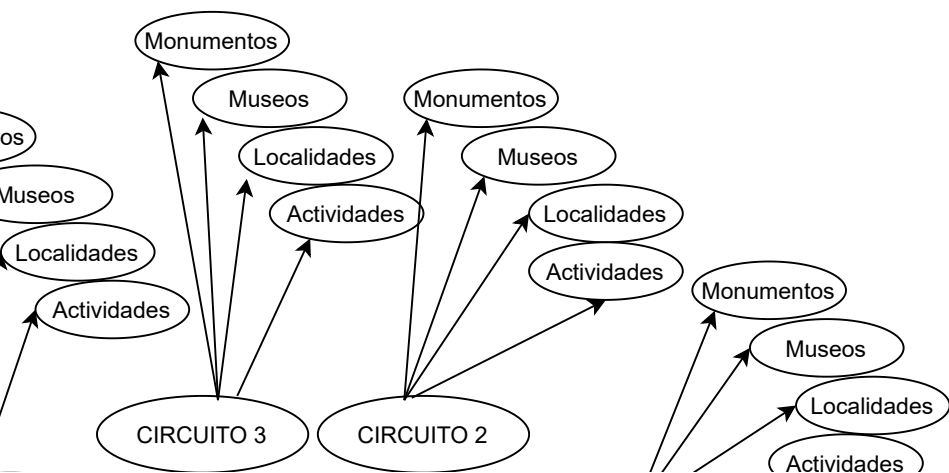 Monumentos
Museos
Localidades
Actividades
Monumentos
Museos
Localidades
Actividades
Museos
Localidades
Actividades
Monumentos
Museos
Localidades
Actividades
CIRCUITO 3
CIRCUITO 2